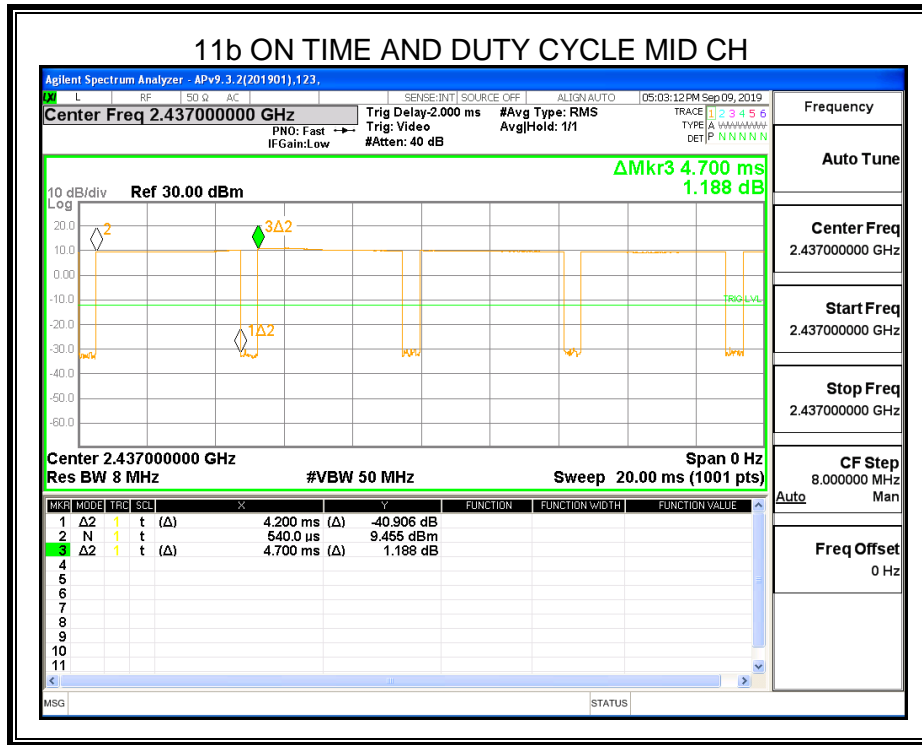 11b ON TIME AND DUTY CYCLE MID CH
Agilent Spectrum Analyzer - APv9.3.2(201901),123,
LXI L RF 50 Ω AC SENSE:INT SOURCE OFF ALIGN AUTO 05:03:12 PM Sep 09, 2019
Center Freq 2.437000000 GHz
PNO: Fast
IFGain:Low
Trig Delay-2.000 ms
Trig: Video
#Atten: 40 dB
#Avg Type: RMS
Avg|Hold: 1/1
TRACE 1 2 3 4 5 6
TYPE A WWWWWW
DET P N N N N N
Frequency
Auto Tune
Center Freq
2.437000000 GHz
Start Freq
2.437000000 GHz
Stop Freq
2.437000000 GHz
CF Step
8.000000 MHz
Auto Man
Freq Offset
0 Hz
ΔMkr3 4.700 ms
1.188 dB
10 dB/div Ref 30.00 dBm
Log
20.0
10.0
0.00
-10.0
-20.0
-30.0
-40.0
-50.0
-60.0
2
3Δ2
1Δ2
TRIG LVL
Center 2.437000000 GHz Span 0 Hz
Res BW 8 MHz #VBW 50 MHz Sweep 20.00 ms (1001 pts)
MKR MODE TRC SCL X Y FUNCTION FUNCTION WIDTH FUNCTION VALUE
1 Δ2 1 t (Δ) 4.200 ms (Δ) -40.906 dB
2 N 1 t 540.0 µs 9.455 dBm
3 Δ2 1 t (Δ) 4.700 ms (Δ) 1.188 dB
4
5
6
7
8
9
10
11
MSG STATUS